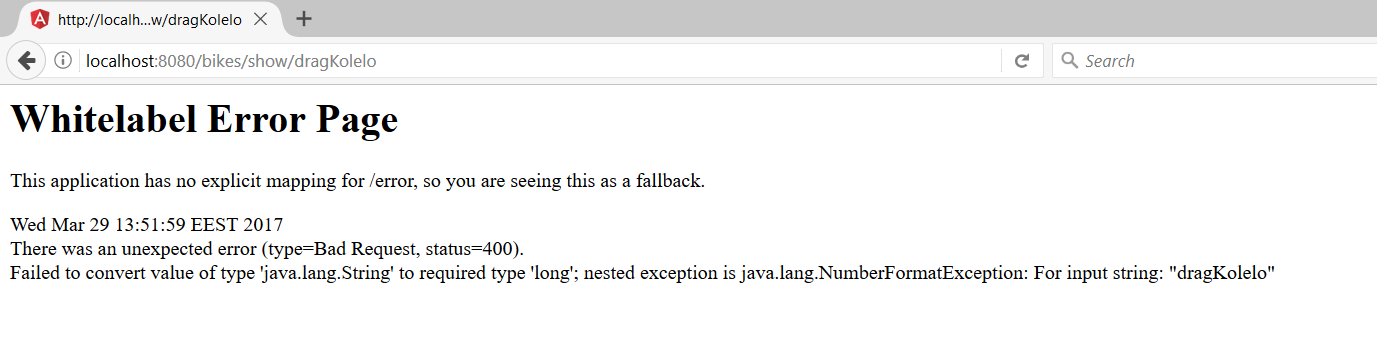 http://localh...w/dragKolelo
localhost:8080/bikes/show/dragKolelo
Search
Whitelabel Error Page
This application has no explicit mapping for /error, so you are seeing this as a fallback.
Wed Mar 29 13:51:59 EEST 2017
There was an unexpected error (type=Bad Request, status=400).
Failed to convert value of type 'java.lang.String' to required type 'long'; nested exception is java.lang.NumberFormatException: For input string: "dragKolelo"